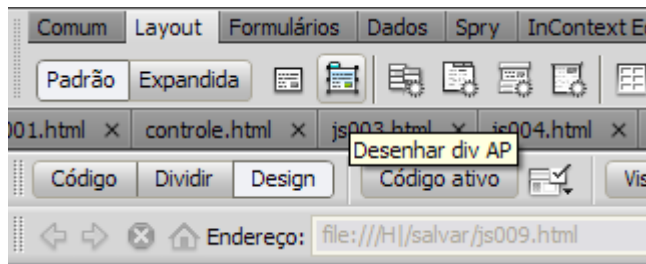 Comum Layout Formulários Dados Spry InContext
Padrão Expandida
001.html × controle.html × js003.html × js004.html ×
Desenhar div AP
Código Dividir Design Código ativo
Endereço: file:///H|/salvar/js009.html